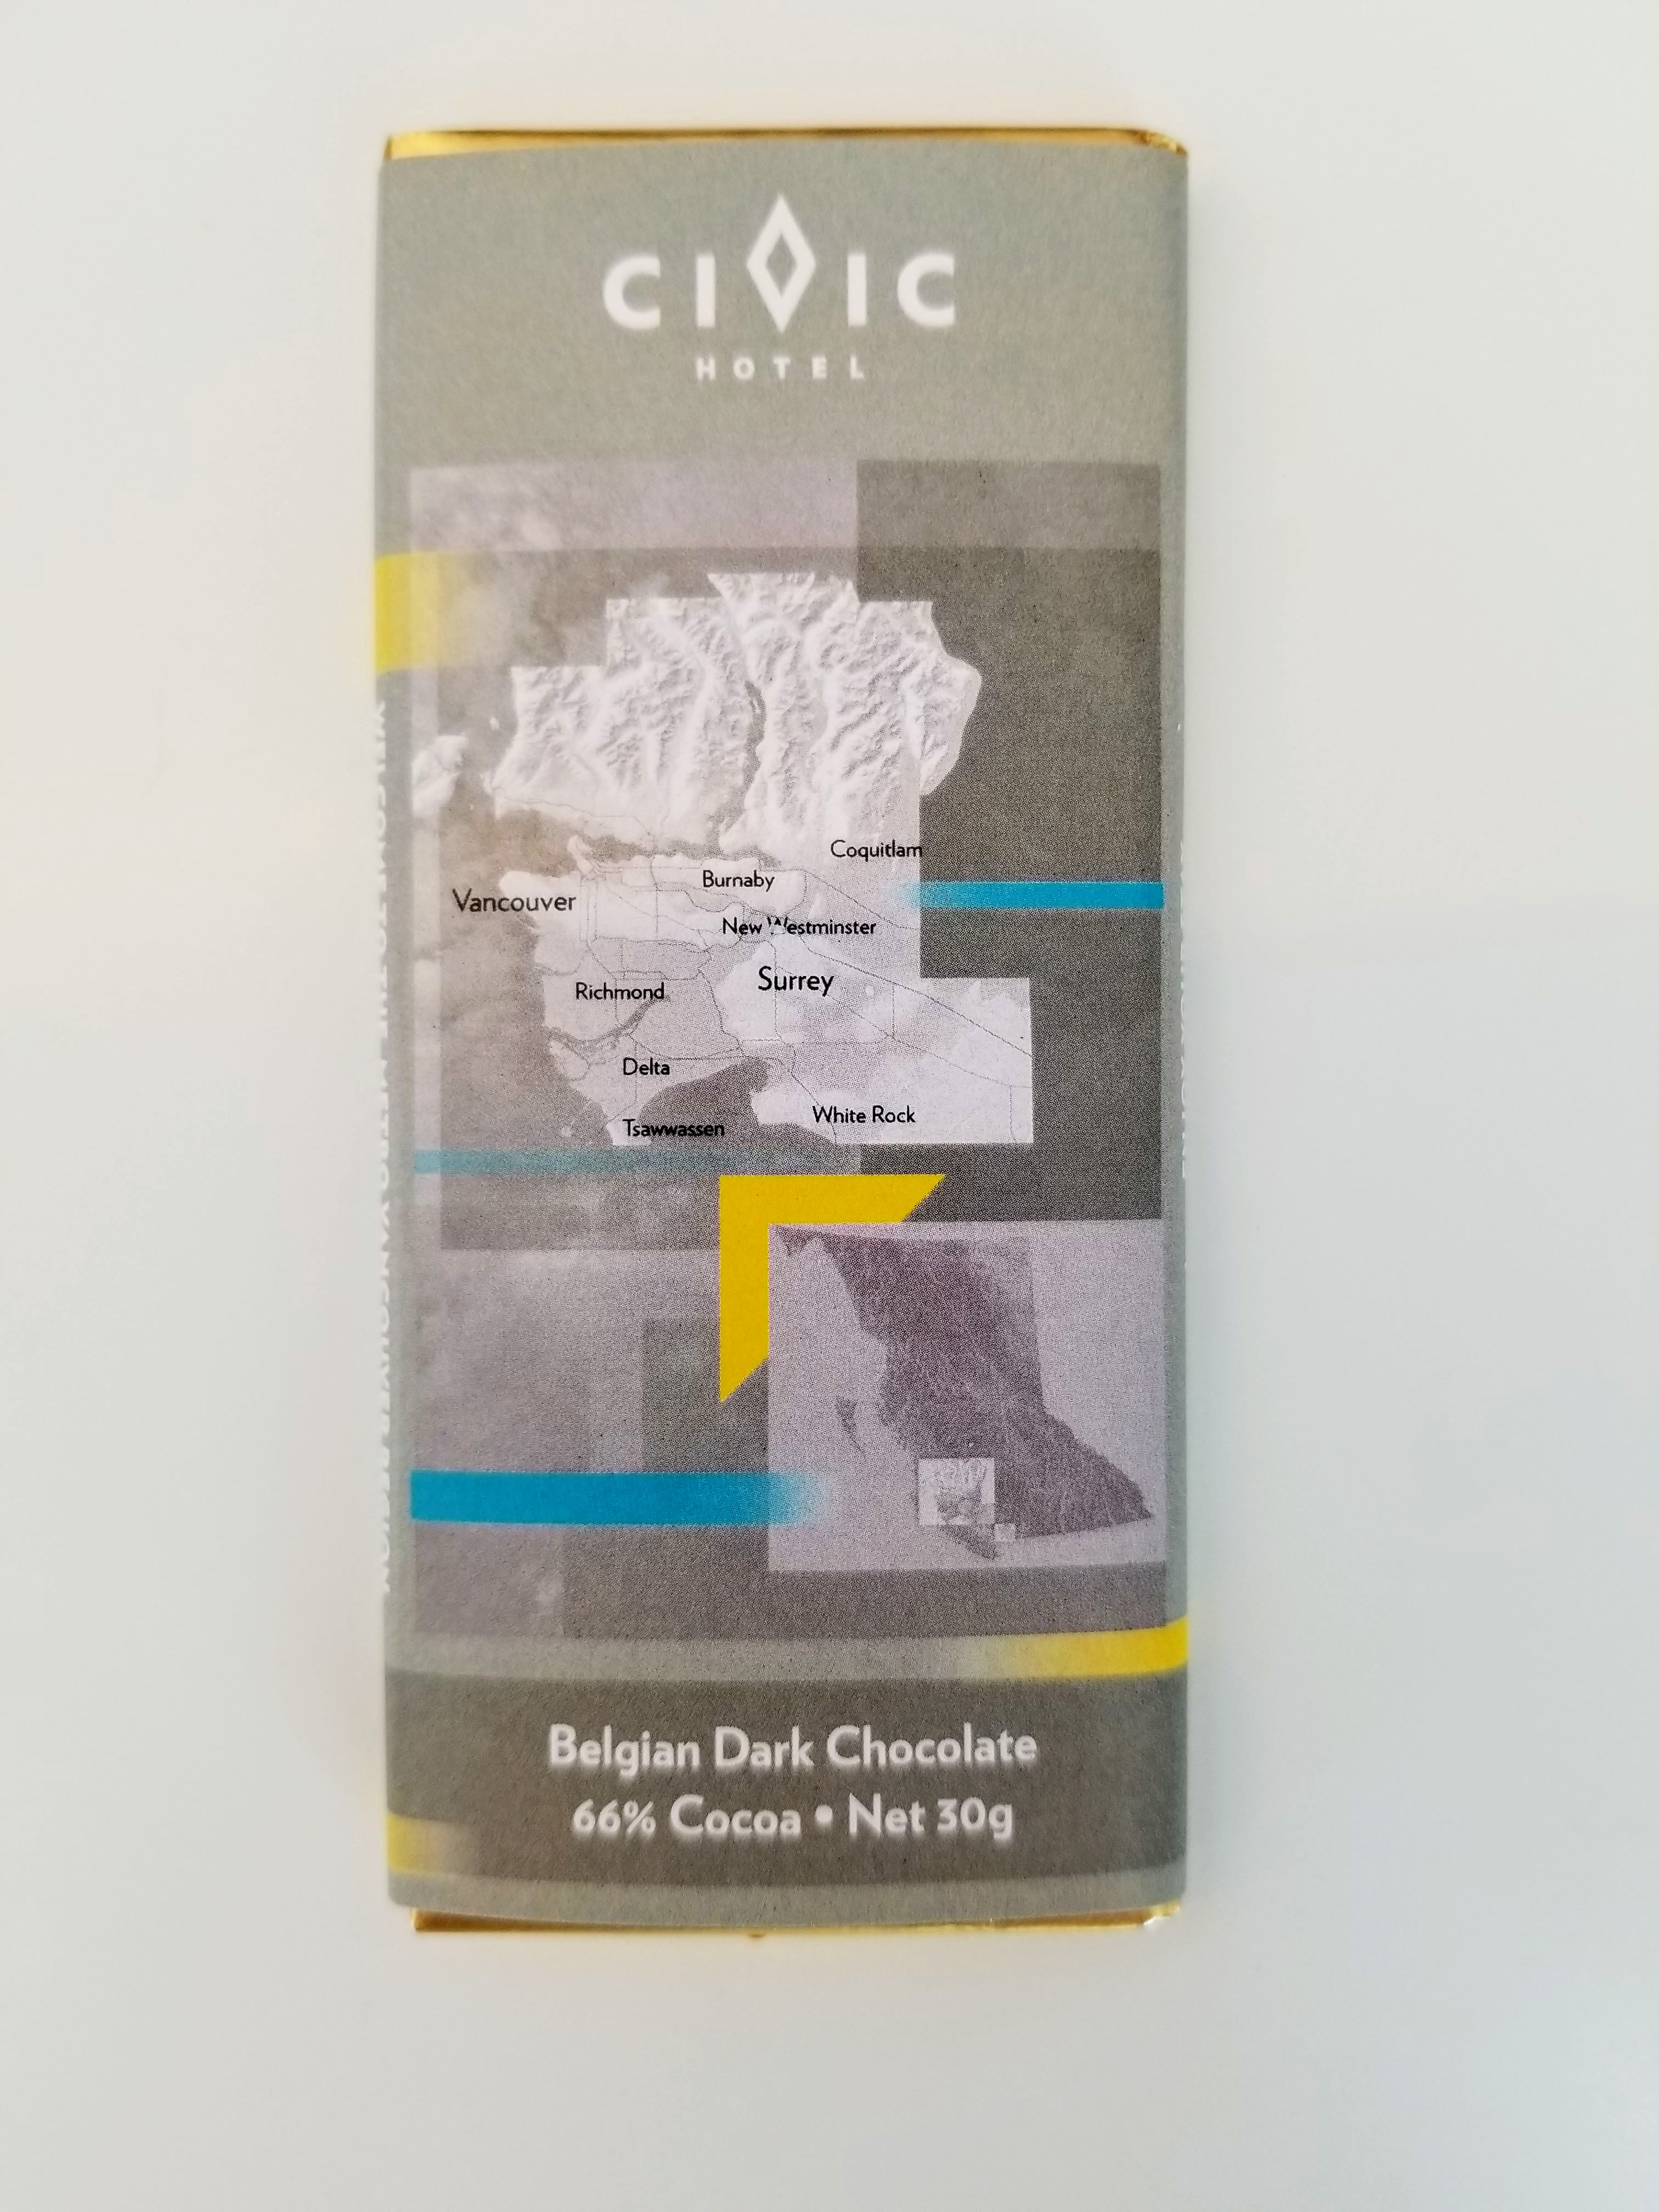 CIVIC
HOTEL
Coquitlam
Burnaby
Vancouver
New Westminster
Surrey
Richmond
Delta
White Rock
Tsawwassen
Belgian Dark Chocolate
66% Cocoa • Net 30g